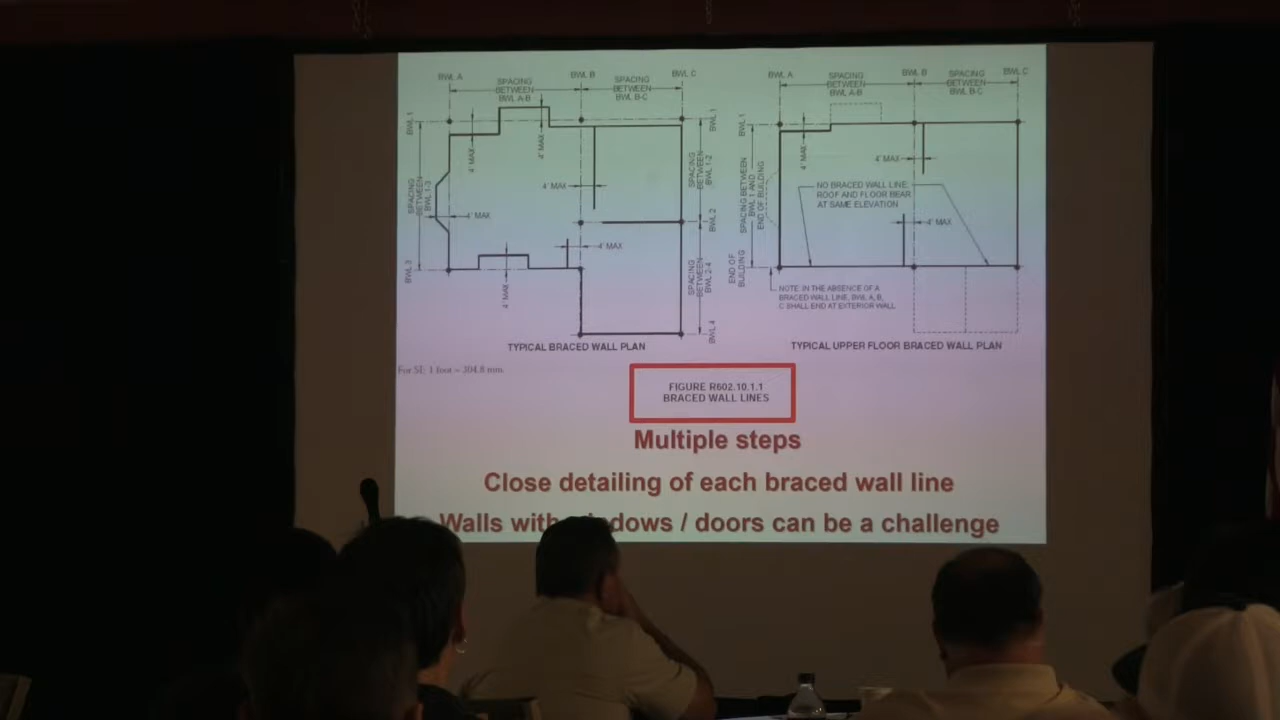 BWL A
SPACING
BETWEEN
BWL A-B
BWL B
SPACING
BETWEEN
BWL B-C
BWL C
BWL 1
BWL 1
4' MAX
4' MAX
SPACING
BETWEEN
BWL 1-2
4' MAX
SPACING
BETWEEN
BWL 1-3
4' MAX
BWL 2
4' MAX
BWL 3
4' MAX
SPACING
BETWEEN
BWL 2-4
BWL 4
TYPICAL BRACED WALL PLAN
BWL A
SPACING
BETWEEN
BWL A-B
BWL B
SPACING
BETWEEN
BWL B-C
BWL C
BWL 1
4' MAX
4' MAX
SPACING BETWEEN
BWL 1 AND
END OF BUILDING
NO BRACED WALL LINE,
ROOF AND FLOOR BEAR
AT SAME ELEVATION
4' MAX
END OF
BUILDING
NOTE: IN THE ABSENCE OF A
BRACED WALL LINE, BWL A, B,
C SHALL END AT EXTERIOR WALL
TYPICAL UPPER FLOOR BRACED WALL PLAN
For SI: 1 foot = 304.8 mm.
FIGURE R602.10.1.1
BRACED WALL LINES
Multiple steps
Close detailing of each braced wall line
Walls with dows / doors can be a challenge